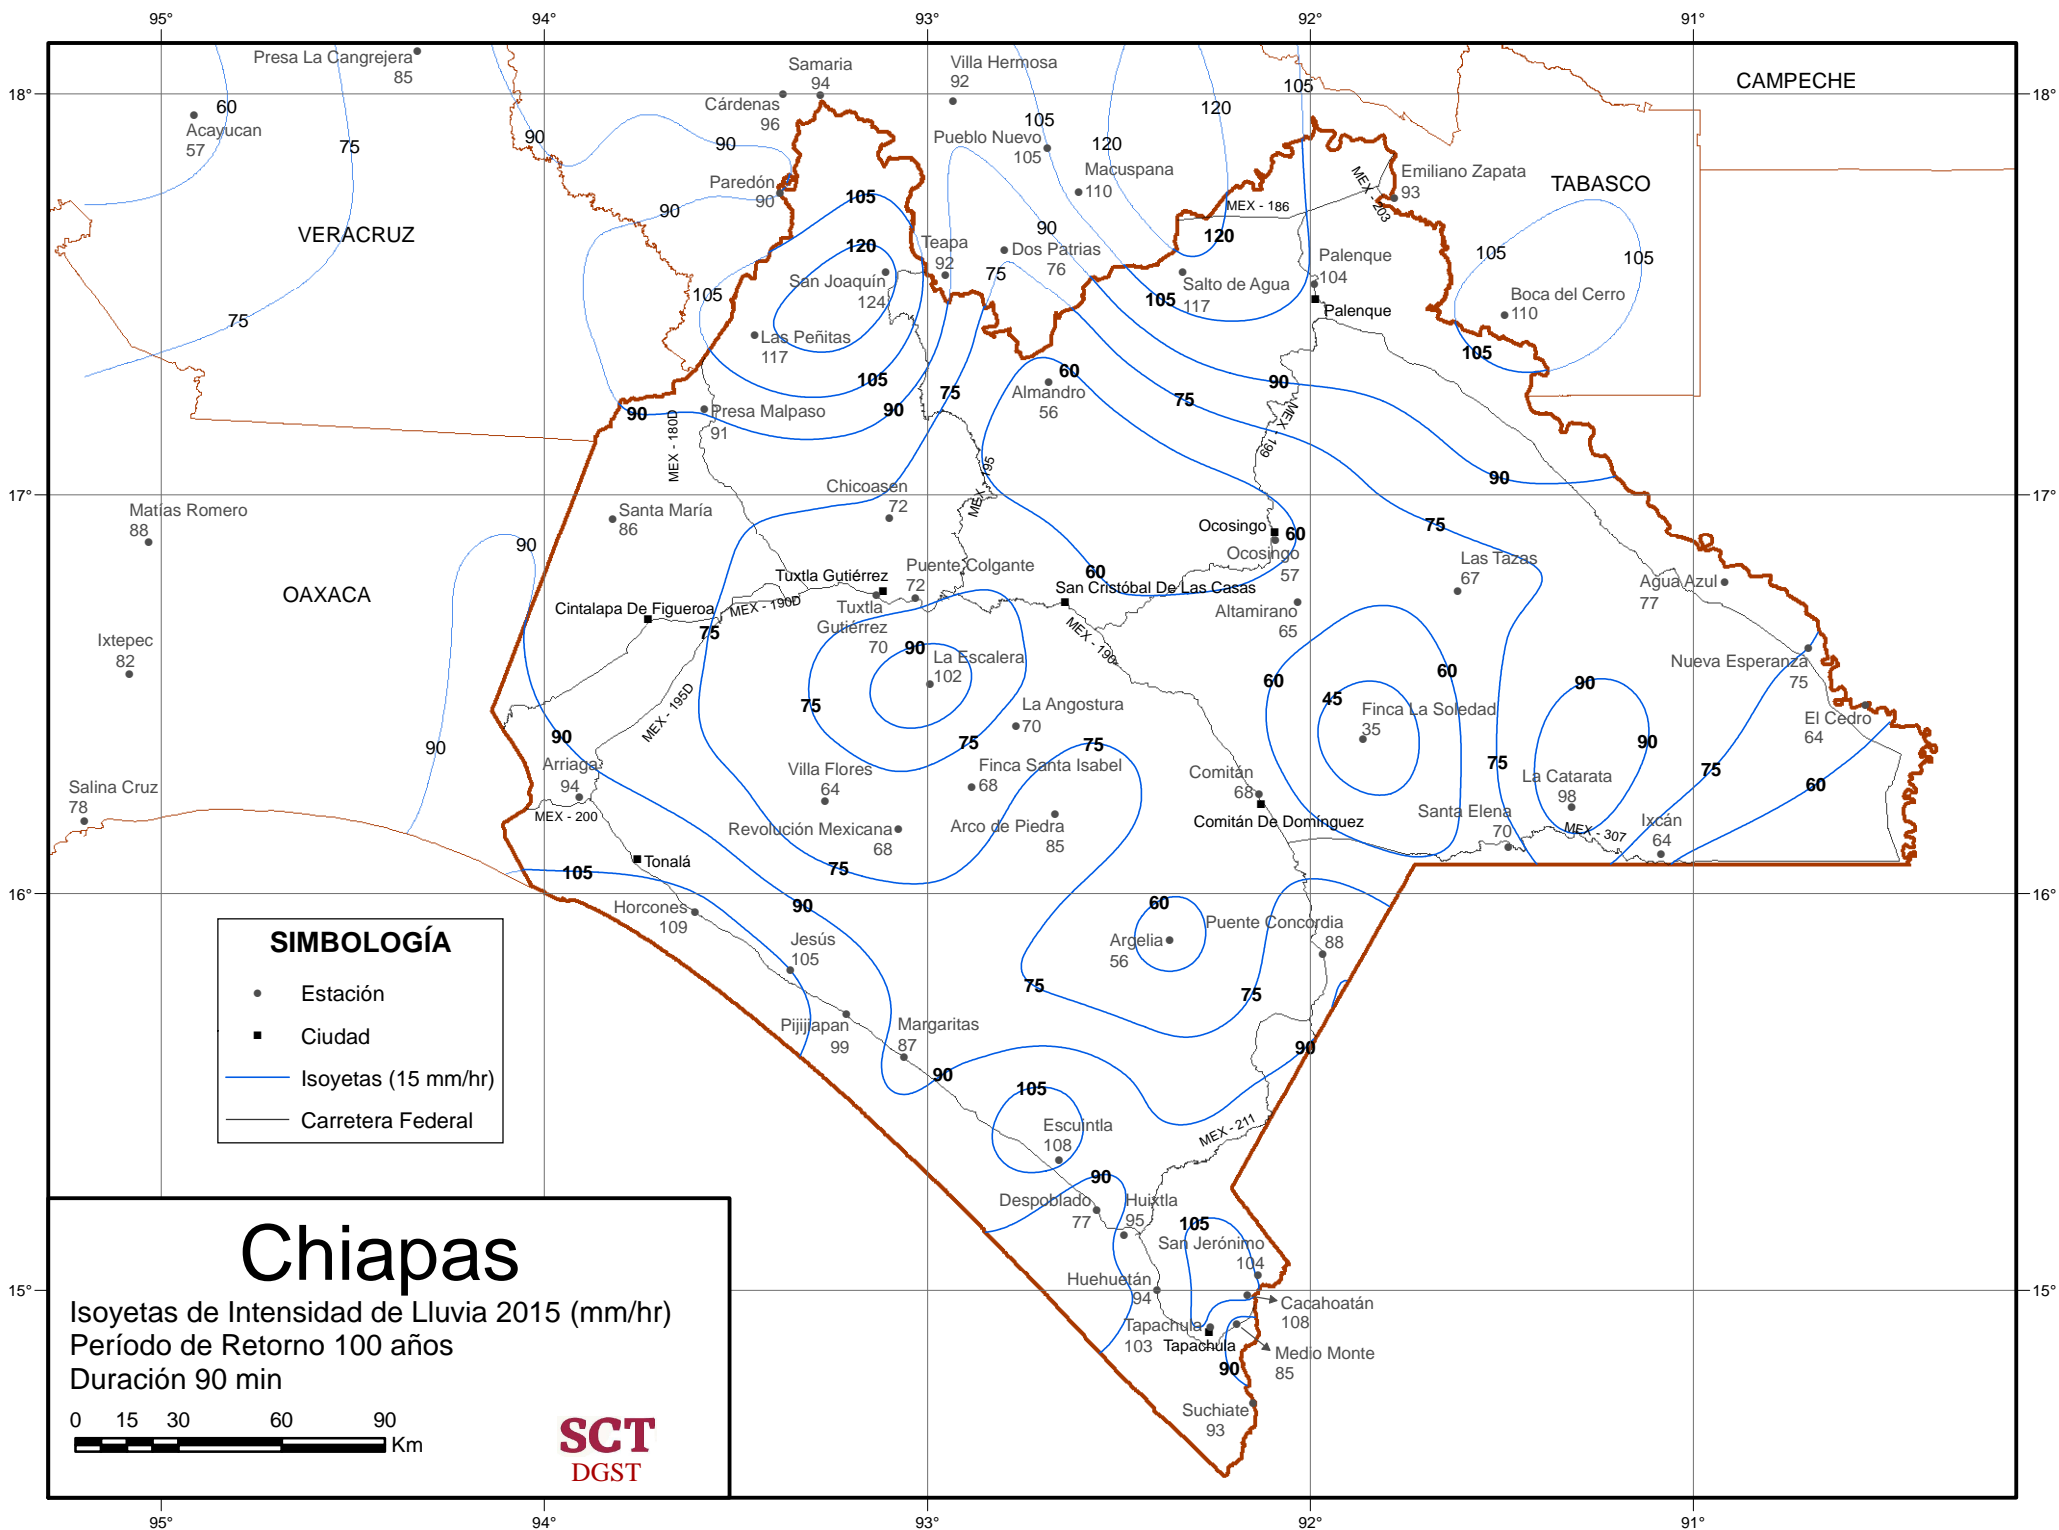 95°
94°
93°
92°
91°
Presa La Cangrejera
85
Samaria
94
Villa Hermosa
92
105
CAMPECHE
18°
18°
60
Acayucan
57
Cárdenas
96
105
120
90
90
75
Pueblo Nuevo
105
120
Macuspana
110
Emiliano Zapata
93
TABASCO
Paredón
90
105
MEX - 203
MEX - 186
90
VERACRUZ
120
Teapa
92
90
Dos Patrias
76
120
105
105
75
San Joaquín
124
Salto de Agua
117
Palenque
104
Palenque
Boca del Cerro
110
105
105
75
Las Peñitas
117
105
105
60
Almandro
56
90
75
75
90
90
Presa Malpaso
91
MEX - 180D
MEX - 199
MEX - 195
90
17°
17°
Chicoasen
72
Matías Romero
88
Santa María
86
75
Ocosingo
60
Ocosingo
57
90
Las Tazas
67
Agua Azul
77
OAXACA
Puente Colgante
72
Tuxtla Gutiérrez
60
San Cristóbal De Las Casas
Cintalapa De Figueroa
MEX - 190D
Tuxtla
Gutiérrez
70
Altamirano
65
75
Ixtepec
82
90
La Escalera
102
MEX - 190
60
60
Nueva Esperanza
75
90
45
75
MEX - 195D
La Angostura
70
Finca La Soledad
35
El Cedro
64
90
90
75
75
90
Arriaga
94
Villa Flores
64
Finca Santa Isabel
68
Comitán
68
75
La Catarata
98
75
60
Salina Cruz
78
MEX - 200
Revolución Mexicana
68
Arco de Piedra
85
Comitán De Domínguez
Santa Elena
70
MEX - 307
Ixcán
64
Tonalá
75
105
16°
16°
Horcones
109
90
60
Puente Concordia
88
Jesús
105
Argelia
56
SIMBOLOGÍA
Estación
Ciudad
Isoyetas (15 mm/hr)
Carretera Federal
75
75
Pijijiapan
99
Margaritas
87
90
90
105
Escuintla
108
MEX - 211
90
Despoblado
77
Huixtla
95
105
San Jerónimo
104
Huehuetán
94
15°
15°
Cacahoatán
108
Tapachula
103
Tapachula
Medio Monte
85
90
Suchiate
93
Chiapas
Isoyetas de Intensidad de Lluvia 2015 (mm/hr)
Período de Retorno 100 años
Duración 90 min
0 15 30 60 90
Km
SCT
DGST
95°
94°
93°
92°
91°